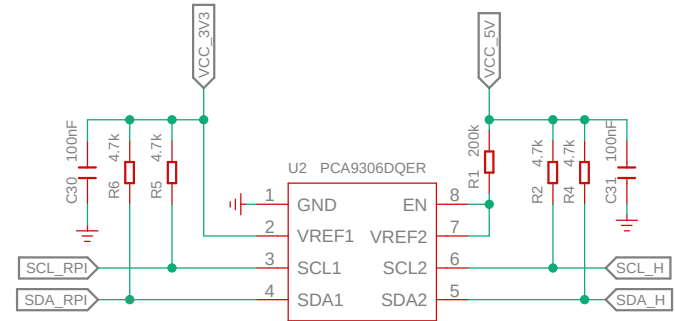 VCC_3V3
VCC_5V
100nF
C30
4.7k
R6
4.7k
R5
200k
R1
4.7k
R2
4.7k
R4
100nF
C31
U2 PCA9306DQER
1 GND EN 8
2 VREF1 VREF2 7
SCL_RPI 3 SCL1 SCL2 6 SCL_H
SDA_RPI 4 SDA1 SDA2 5 SDA_H